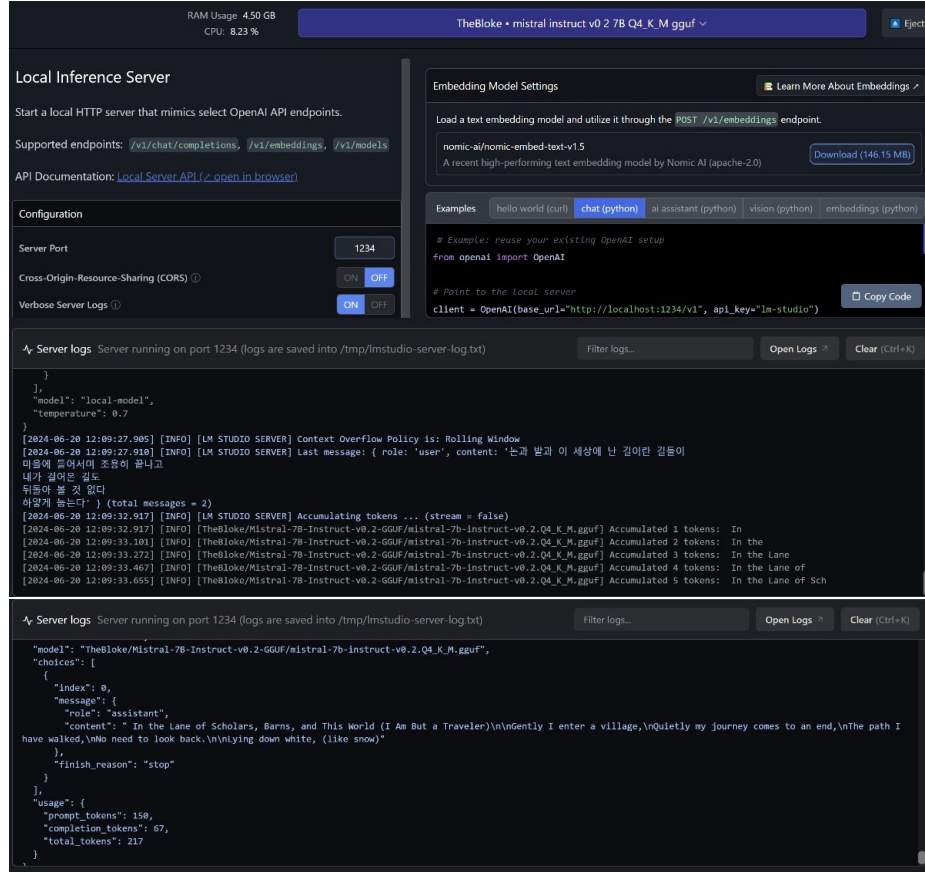 RAM Usage 4.50 GB
CPU: 8.23 %
TheBloke • mistral instruct v0 2 7B Q4_K_M gguf
Eject
Local Inference Server
Start a local HTTP server that mimics select OpenAI API endpoints.
Supported endpoints: /v1/chat/completions, /v1/embeddings, /v1/models
API Documentation: Local Server API (↗ open in browser)
Configuration
Server Port 1234
Cross-Origin-Resource-Sharing (CORS) ON OFF
Verbose Server Logs ON OFF
Embedding Model Settings
Learn More About Embeddings ↗
Load a text embedding model and utilize it through the POST /v1/embeddings endpoint.
nomic-ai/nomic-embed-text-v1.5
A recent high-performing text embedding model by Nomic AI (apache-2.0)
Download (146.15 MB)
Examples hello world (curl) chat (python) ai assistant (python) vision (python) embeddings (python)
# Example: reuse your existing OpenAI setup
from openai import OpenAI
# Point to the local server
client = OpenAI(base_url="http://localhost:1234/v1", api_key="lm-studio")
Copy Code
Server logs Server running on port 1234 (logs are saved into /tmp/lmstudio-server-log.txt) Filter logs... Open Logs ↗ Clear (Ctrl+K)
}
],
"model": "local-model",
"temperature": 0.7
}
[2024-06-20 12:09:27.905] [INFO] [LM STUDIO SERVER] Context Overflow Policy is: Rolling Window
[2024-06-20 12:09:27.910] [INFO] [LM STUDIO SERVER] Last message: { role: 'user', content: '논과 밭과 이 세상에 난 길이란 길들이
마을에 들어서며 조용히 끝나고
내가 걸어온 길도
뒤돌아 볼 것 없다
하얗게 눕는다' } (total messages = 2)
[2024-06-20 12:09:32.917] [INFO] [LM STUDIO SERVER] Accumulating tokens ... (stream = false)
[2024-06-20 12:09:32.917] [INFO] [TheBloke/Mistral-7B-Instruct-v0.2-GGUF/mistral-7b-instruct-v0.2.Q4_K_M.gguf] Accumulated 1 tokens: In
[2024-06-20 12:09:33.101] [INFO] [TheBloke/Mistral-7B-Instruct-v0.2-GGUF/mistral-7b-instruct-v0.2.Q4_K_M.gguf] Accumulated 2 tokens: In the
[2024-06-20 12:09:33.272] [INFO] [TheBloke/Mistral-7B-Instruct-v0.2-GGUF/mistral-7b-instruct-v0.2.Q4_K_M.gguf] Accumulated 3 tokens: In the Lane
[2024-06-20 12:09:33.467] [INFO] [TheBloke/Mistral-7B-Instruct-v0.2-GGUF/mistral-7b-instruct-v0.2.Q4_K_M.gguf] Accumulated 4 tokens: In the Lane of
[2024-06-20 12:09:33.655] [INFO] [TheBloke/Mistral-7B-Instruct-v0.2-GGUF/mistral-7b-instruct-v0.2.Q4_K_M.gguf] Accumulated 5 tokens: In the Lane of Sch
Server logs Server running on port 1234 (logs are saved into /tmp/lmstudio-server-log.txt) Filter logs... Open Logs ↗ Clear (Ctrl+K)
"model": "TheBloke/Mistral-7B-Instruct-v0.2-GGUF/mistral-7b-instruct-v0.2.Q4_K_M.gguf",
"choices": [
{
"index": 0,
"message": {
"role": "assistant",
"content": " In the Lane of Scholars, Barns, and This World (I Am But a Traveler)\n\nGently I enter a village,\nQuietly my journey comes to an end,\nThe path I
have walked,\nNo need to look back.\n\nLying down white, (like snow)"
},
"finish_reason": "stop"
}
],
"usage": {
"prompt_tokens": 150,
"completion_tokens": 67,
"total_tokens": 217
}